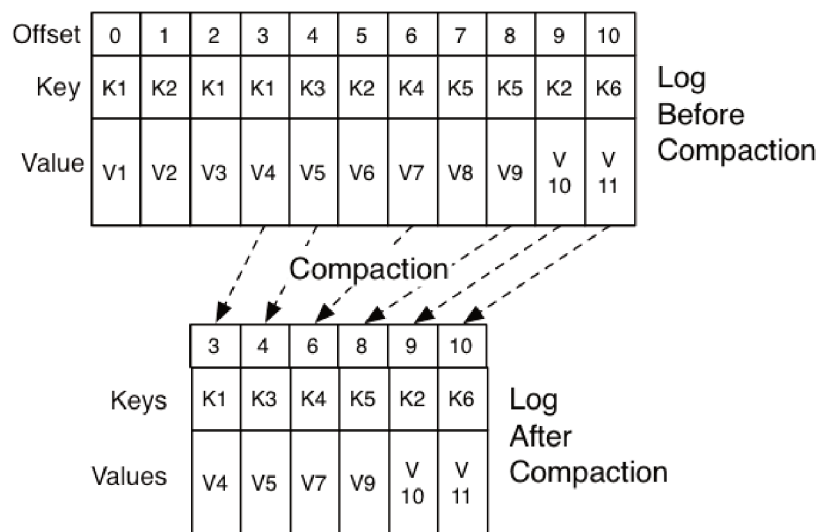 Offset 0 1 2 3 4 5 6 7 8 9 10
Key K1 K2 K1 K1 K3 K2 K4 K5 K5 K2 K6
Value V1 V2 V3 V4 V5 V6 V7 V8 V9 V 10 V 11
Log
Before
Compaction
Compaction
3 4 6 8 9 10
Keys K1 K3 K4 K5 K2 K6
Values V4 V5 V7 V9 V 10 V 11
Log
After
Compaction